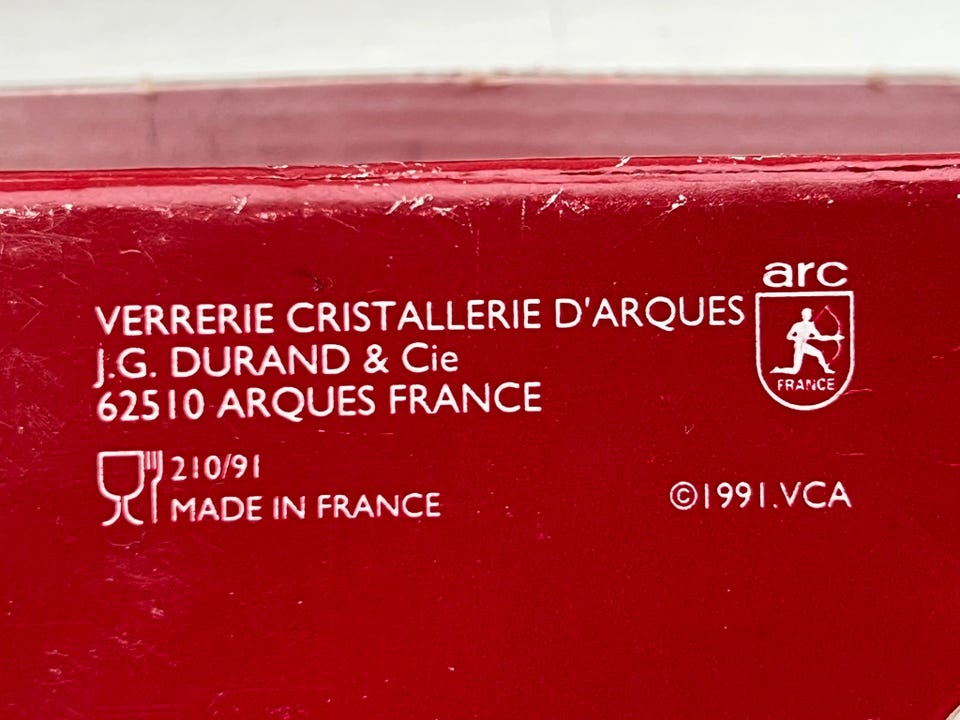 arc
FRANCE
VERRERIE CRISTALLERIE D'ARQUES
J.G. DURAND & Cie
62510 ARQUES FRANCE
210/91
MADE IN FRANCE
©1991.VCA